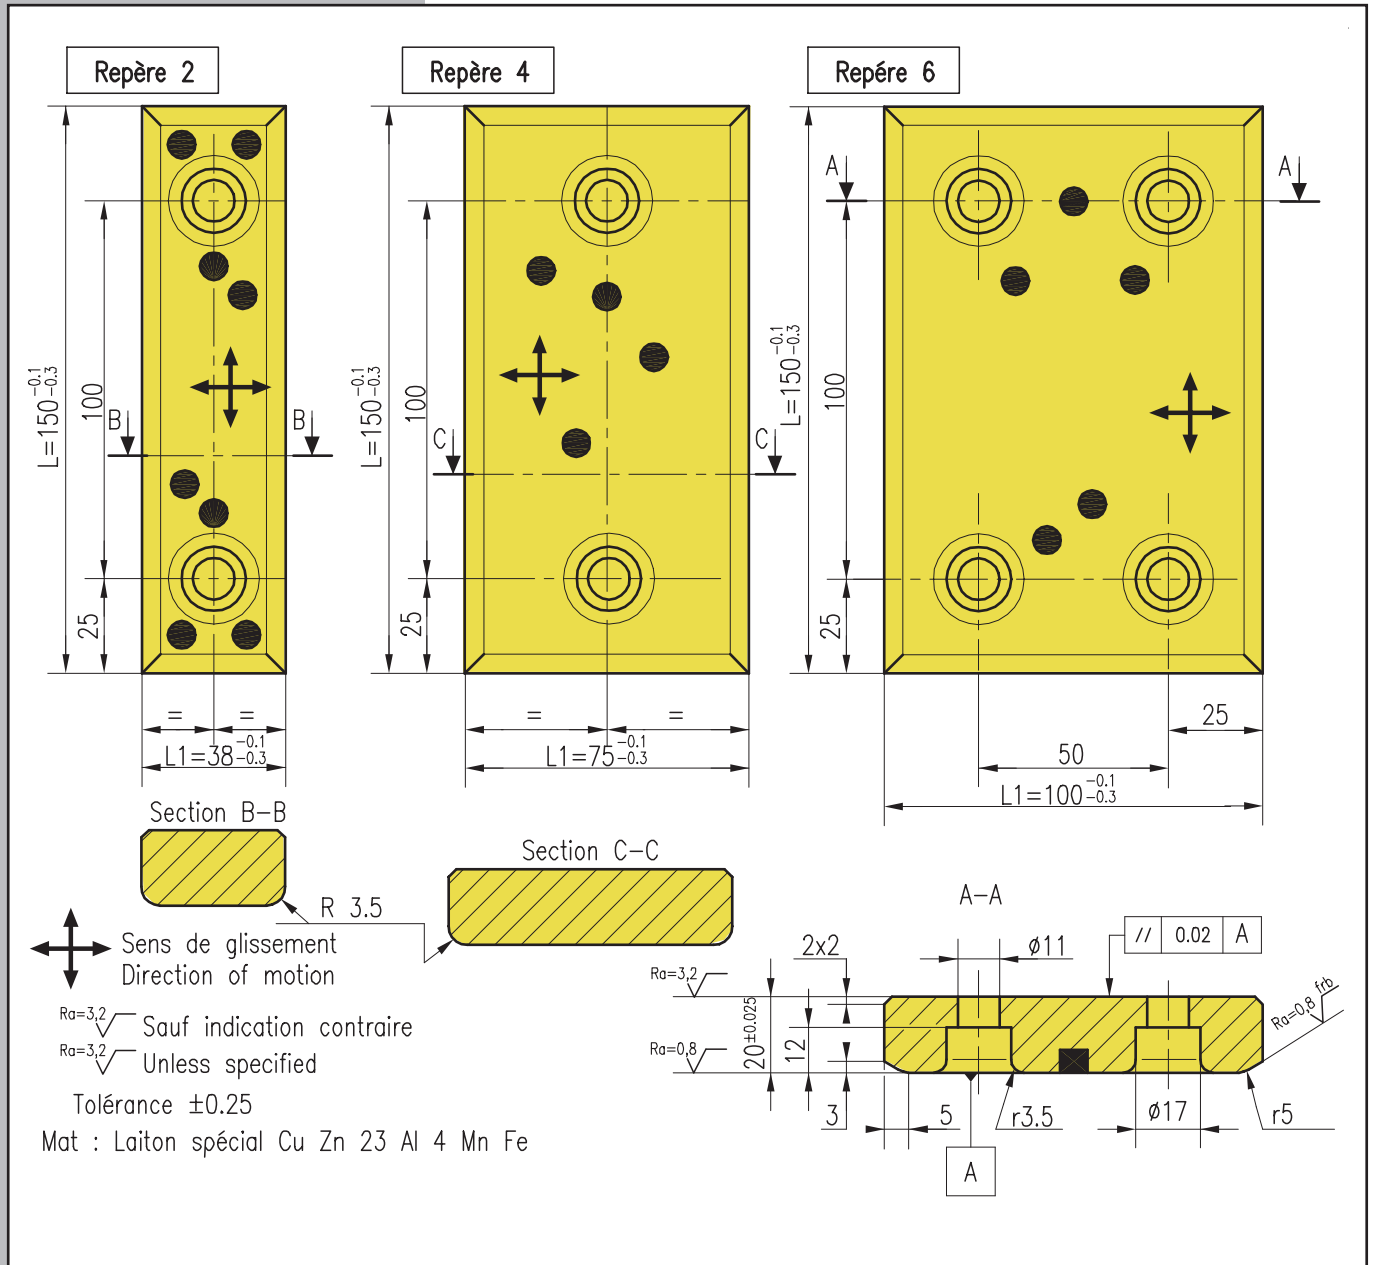 Repère 2
Repère 4
Repére 6
L=150 -0.1 -0.3
100
25
B
B
= =
L1=38 -0.1 -0.3
L=150 -0.1 -0.3
100
25
C
C
= =
L1=75 -0.1 -0.3
L=150 -0.1 -0.3
100
25
A
A
25
50
L1=100 -0.1 -0.3
Section B-B
Section C-C
R 3.5
A-A
Sens de glissement
Direction of motion
Ra=3,2 Sauf indication contraire
Ra=3,2 Unless specified
Tolérance ±0.25
Mat : Laiton spécial Cu Zn 23 Al 4 Mn Fe
2x2
ø11
// 0.02 A
Ra=3,2
Ra=0,8
20±0.025
12
3
5
r3.5
ø17
r5
Ra=0,8 frb
A